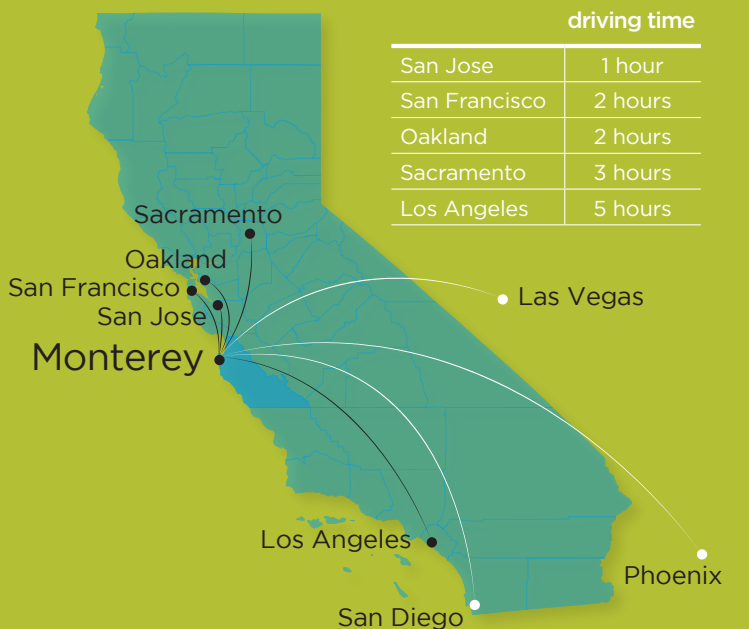 driving time
San Jose 1 hour
San Francisco 2 hours
Oakland 2 hours
Sacramento 3 hours
Los Angeles 5 hours
Sacramento
Oakland
San Francisco
San Jose
Monterey
Las Vegas
Los Angeles
Phoenix
San Diego